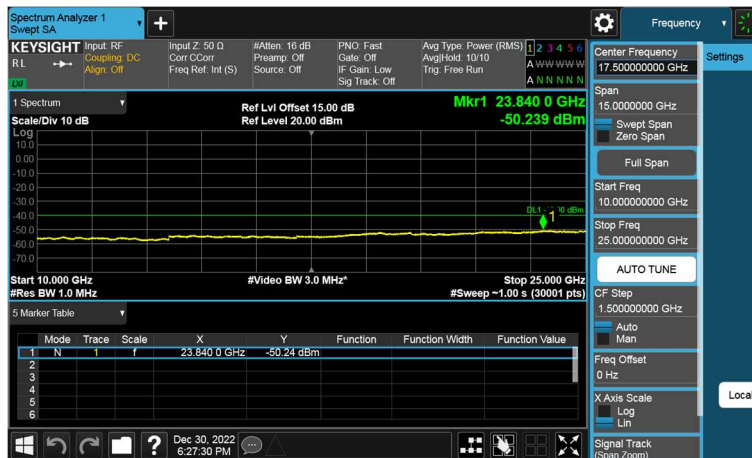 Spectrum Analyzer 1
Swept SA
Frequency
KEYSIGHT
RL
LXI
Input: RF
Coupling: DC
Align: Off
Input Z: 50 Ω
Corr CCorr
Freq Ref: Int (S)
#Atten: 16 dB
Preamp: Off
Source: Off
PNO: Fast
Gate: Off
IF Gain: Low
Sig Track: Off
Avg Type: Power (RMS)
Avg|Hold: 10/10
Trig: Free Run
1 2 3 4 5 6
A W W W W W
A N N N N N
1 Spectrum
Scale/Div 10 dB
Ref Lvl Offset 15.00 dB
Ref Level 20.00 dBm
Mkr1 23.840 0 GHz
-50.239 dBm
Log
10.0
0.00
-10.0
-20.0
-30.0
-40.0
-50.0
-60.0
-70.0
1
Start 10.000 GHz
#Res BW 1.0 MHz
#Video BW 3.0 MHz*
Stop 25.000 GHz
#Sweep ~1.00 s (30001 pts)
5 Marker Table
Mode Trace Scale X Y Function Function Width Function Value
1 N 1 f 23.840 0 GHz -50.24 dBm
2
3
4
5
6
Dec 30, 2022
6:27:30 PM
Center Frequency
17.500000000 GHz
Settings
Span
15.0000000 GHz
Swept Span
Zero Span
Full Span
Start Freq
10.000000000 GHz
Stop Freq
25.000000000 GHz
AUTO TUNE
CF Step
1.500000000 GHz
Auto
Man
Freq Offset
0 Hz
X Axis Scale
Log
Lin
Local
Signal Track
(Span Zoom)